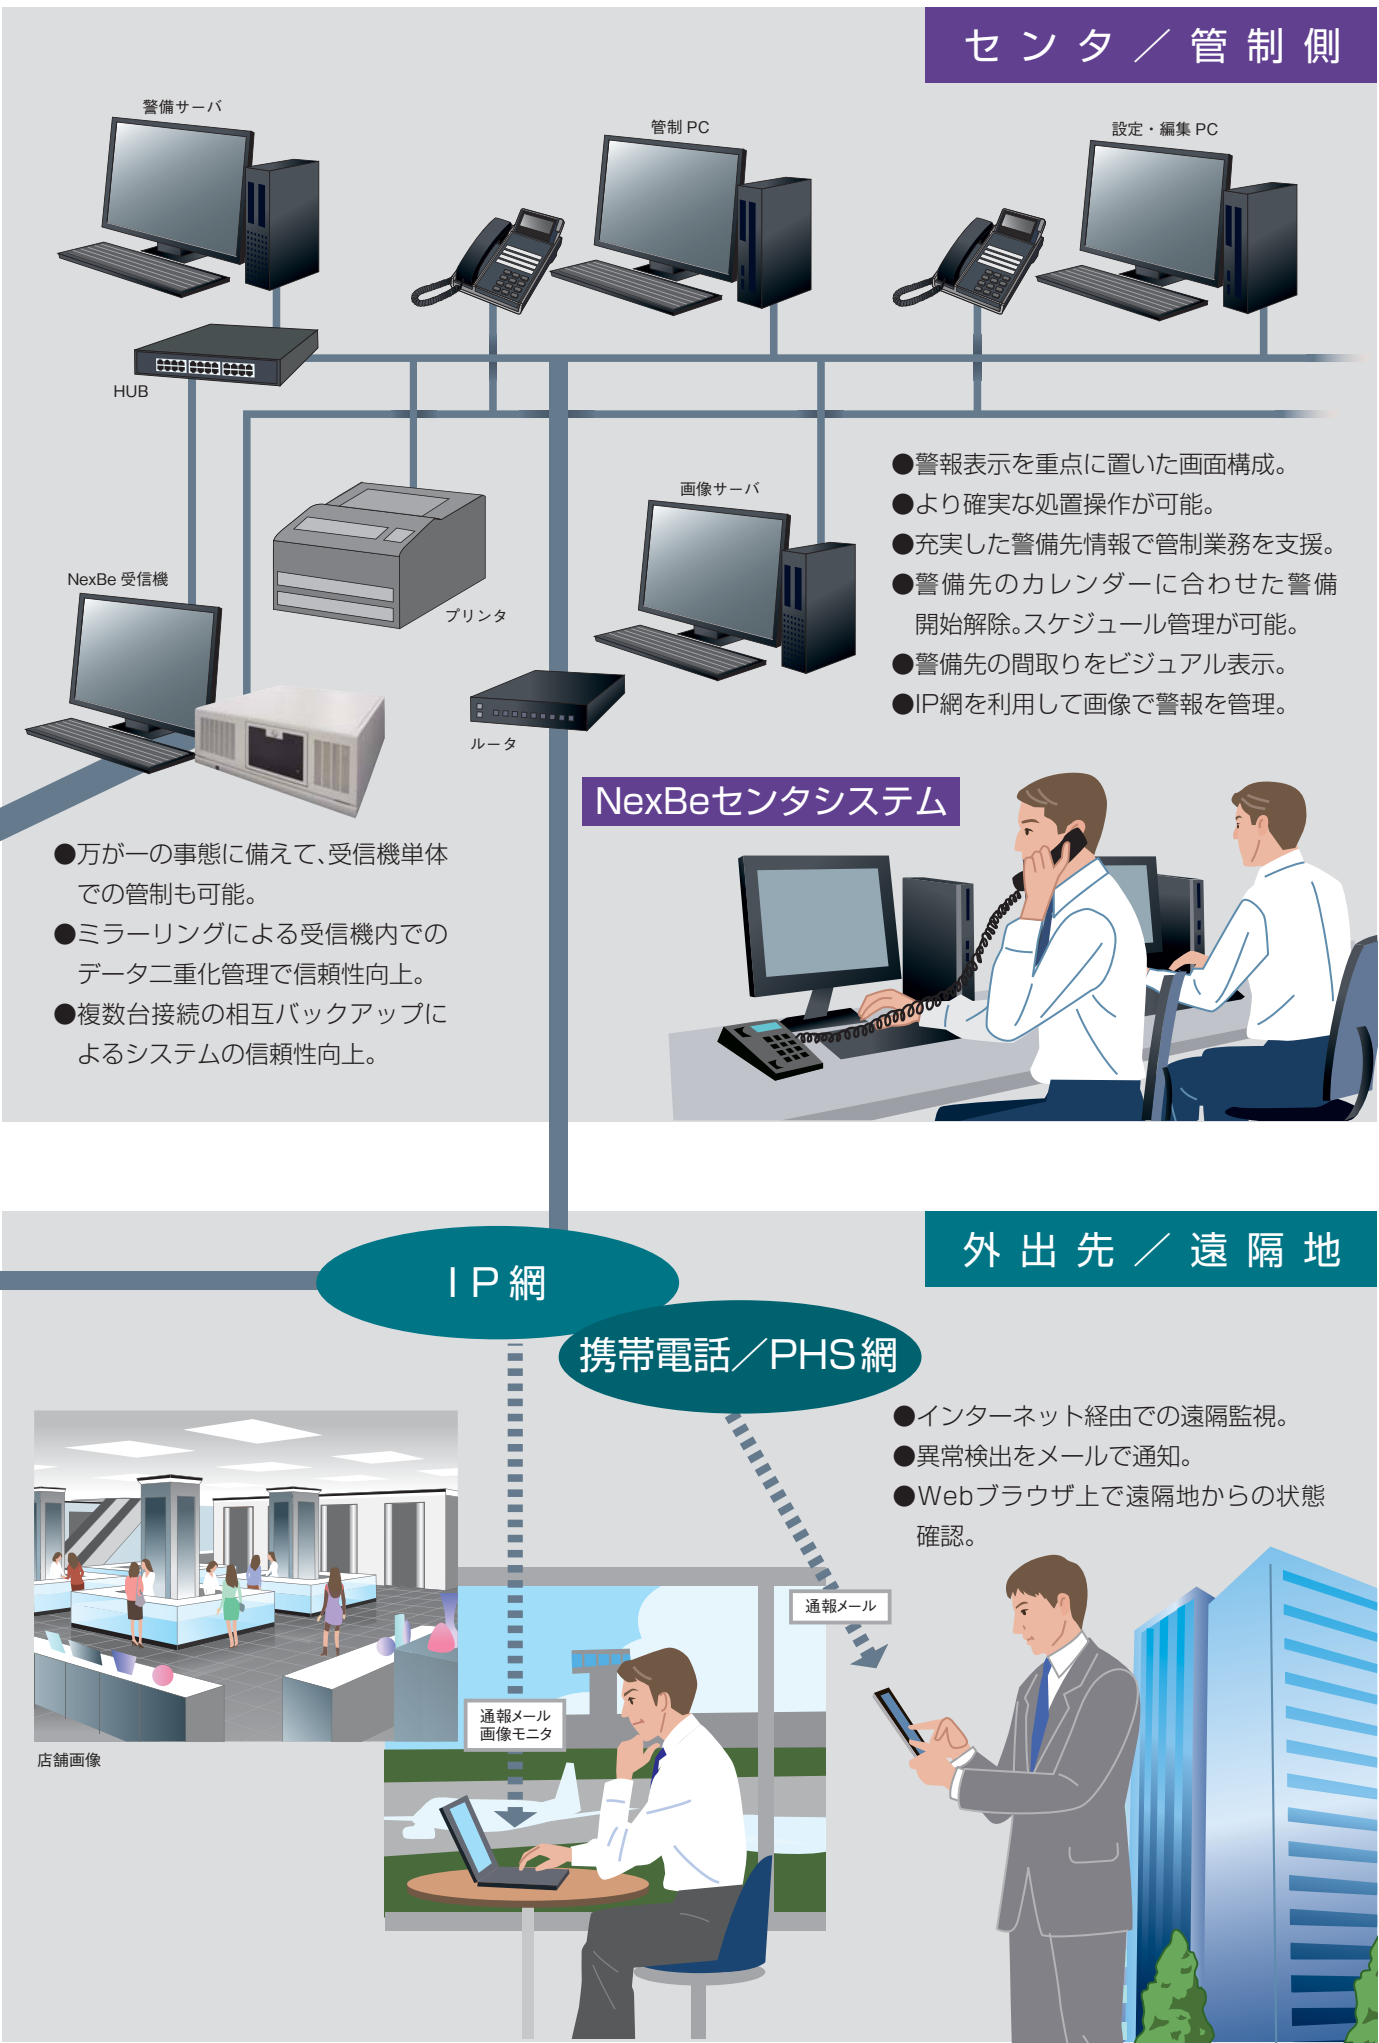 センタ／管制側
警備サーバ
管制 PC
設定・編集 PC
HUB
●警報表示を重点に置いた画面構成。
●より確実な処置操作が可能。
●充実した警備先情報で管制業務を支援。
●警備先のカレンダーに合わせた警備
開始解除。スケジュール管理が可能。
●警備先の間取りをビジュアル表示。
●IP網を利用して画像で警報を管理。
画像サーバ
NexBe 受信機
プリンタ
ルータ
NexBeセンタシステム
●万が一の事態に備えて、受信機単体
での管制も可能。
●ミラーリングによる受信機内での
データ二重化管理で信頼性向上。
●複数台接続の相互バックアップに
よるシステムの信頼性向上。
外出先／遠隔地
IP網
携帯電話／PHS網
●インターネット経由での遠隔監視。
●異常検出をメールで通知。
●Webブラウザ上で遠隔地からの状態
確認。
通報メール
通報メール
画像モニタ
店舗画像